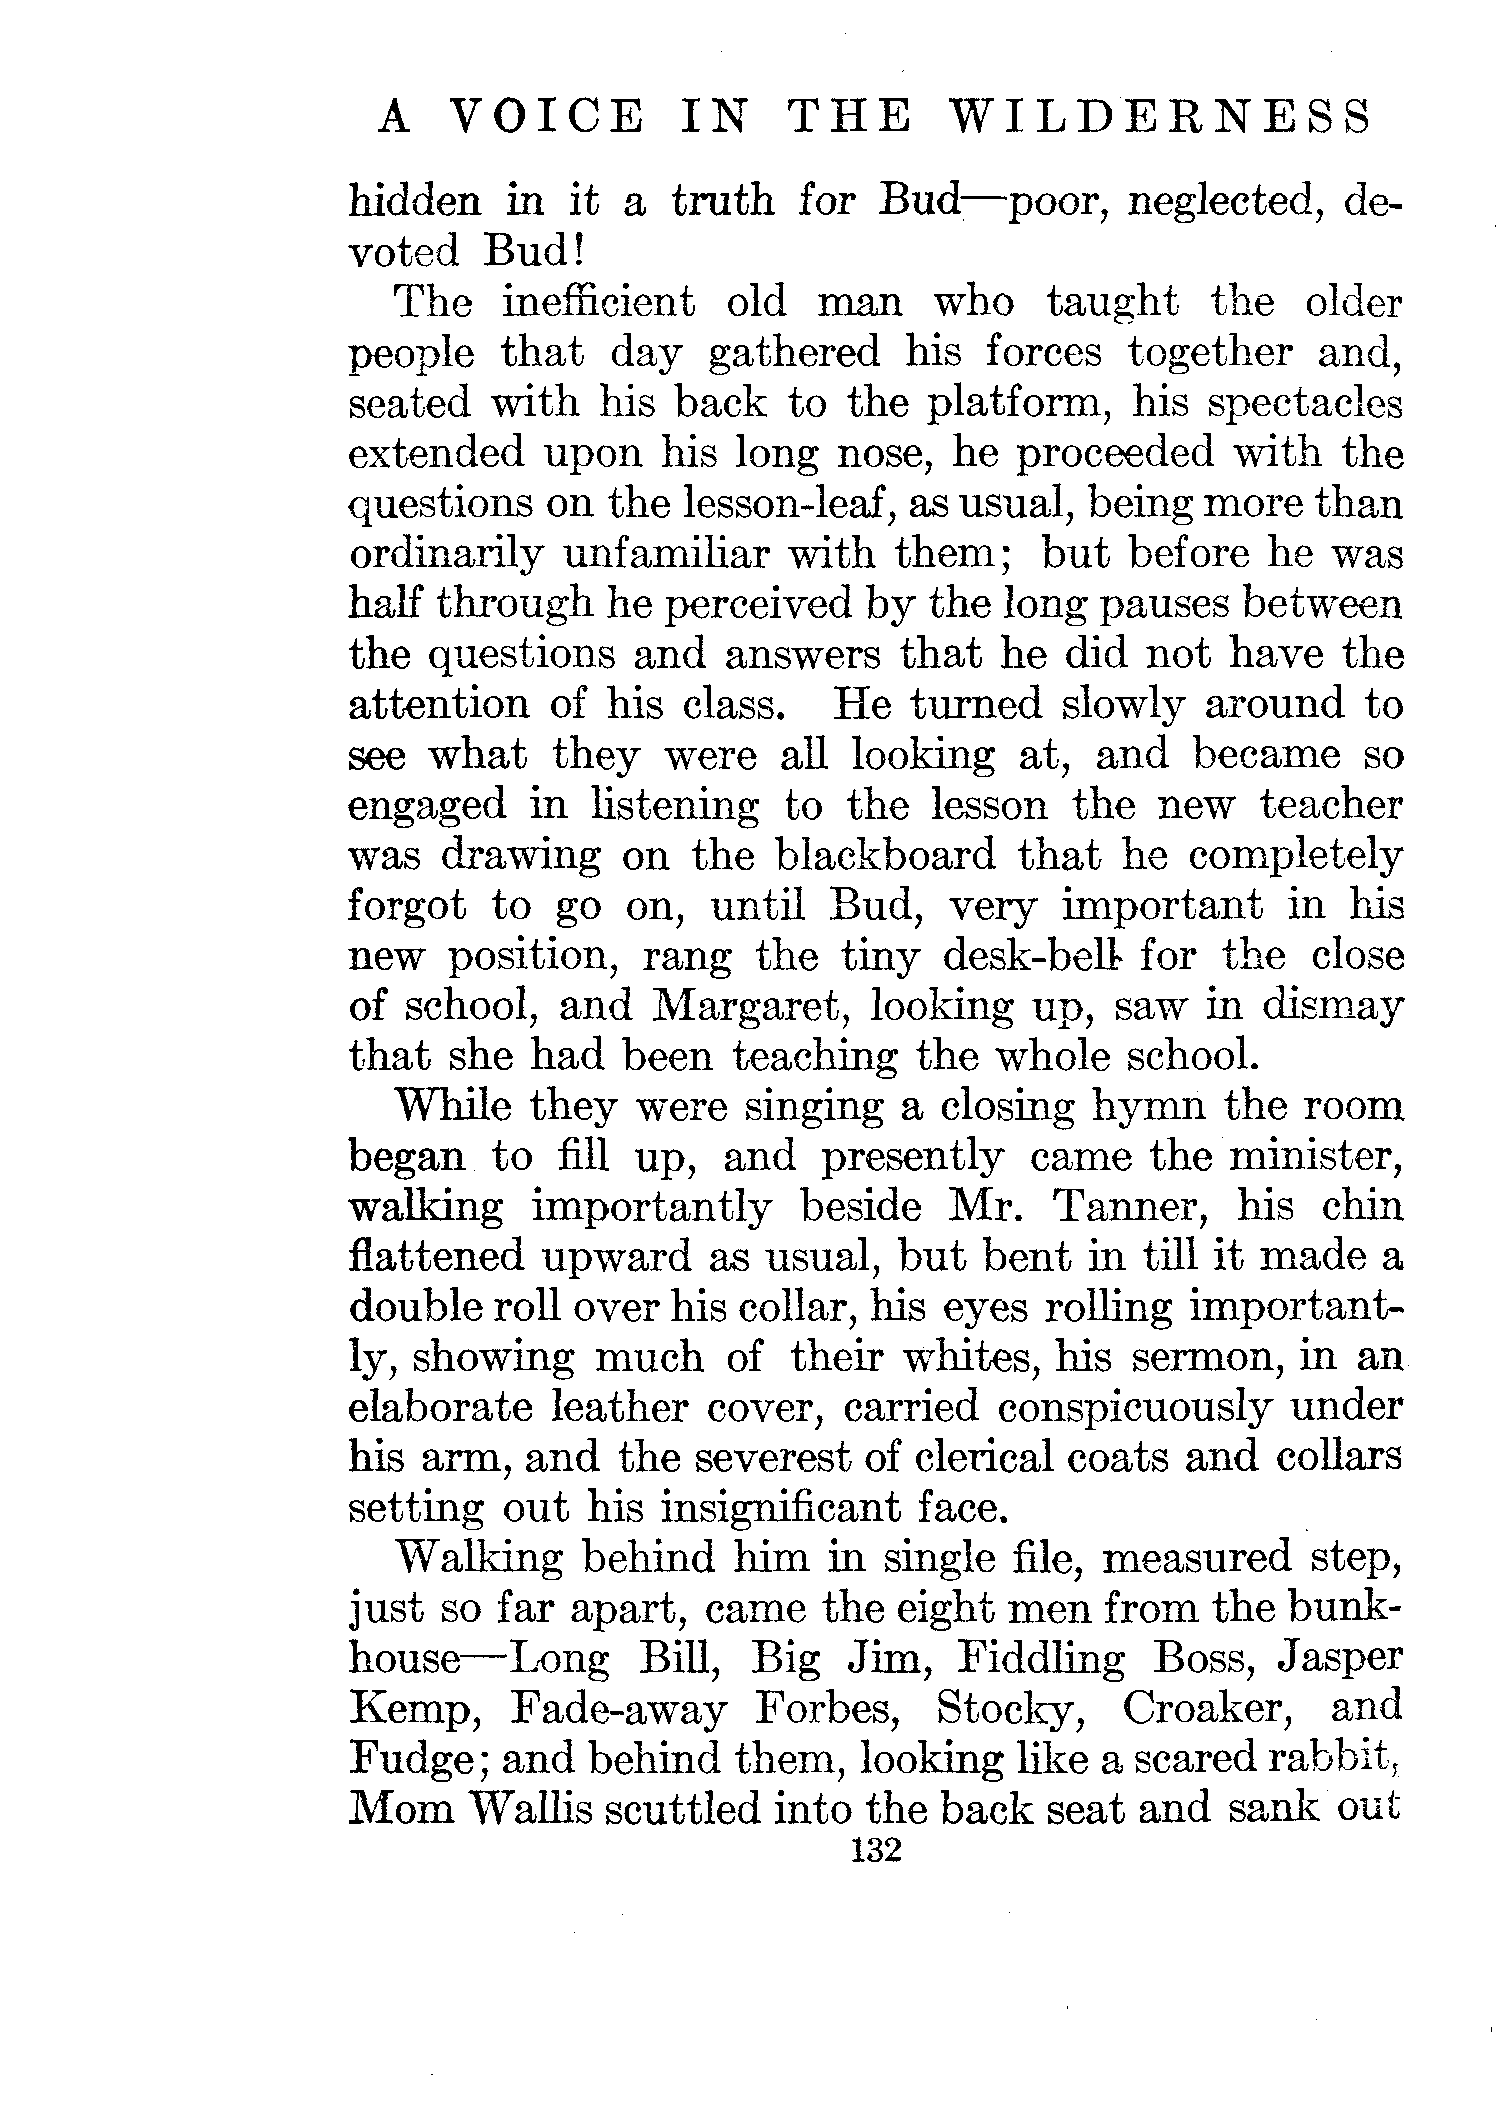 A VOICE IN THE WILDERNESS
hidden in it a truth for Bud—poor, neglected, de-
voted Bud!
The inefficient old man who taught the older
people that day gathered his forces together and,
seated with his back to the platform, his spectacles
extended upon his long nose, he proceeded with the
questions on the lesson-leaf, as usual, being more than
ordinarily unfamiliar with them; but before he was
half through he perceived by the long pauses between
the questions and answers that he did not have the
attention of his class. He turned slowly around to
see what they were all looking at, and became so
engaged in listening to the lesson the new teacher
was drawing on the blackboard that he completely
forgot to go on, until Bud, very important in his
new position, rang the tiny desk-bell for the close
of school, and Margaret, looking up, saw in dismay
that she had been teaching the whole school.
While they were singing a closing hymn the room
began to fill up, and presently came the minister,
walking importantly beside Mr. Tanner, his chin
flattened upward as usual, but bent in till it made a
double roll over his collar, his eyes rolling important-
ly, showing much of their whites, his sermon, in an
elaborate leather cover, carried conspicuously under
his arm, and the severest of clerical coats and collars
setting out his insignificant face.
Walking behind him in single file, measured step,
just so far apart, came the eight men from the bunk-
house—Long Bill, Big Jim, Fiddling Boss, Jasper
Kemp, Fade-away Forbes, Stocky, Croaker, and
Fudge; and behind them, looking like a scared rabbit,
Mom Wallis scuttled into the back seat and sank out
132